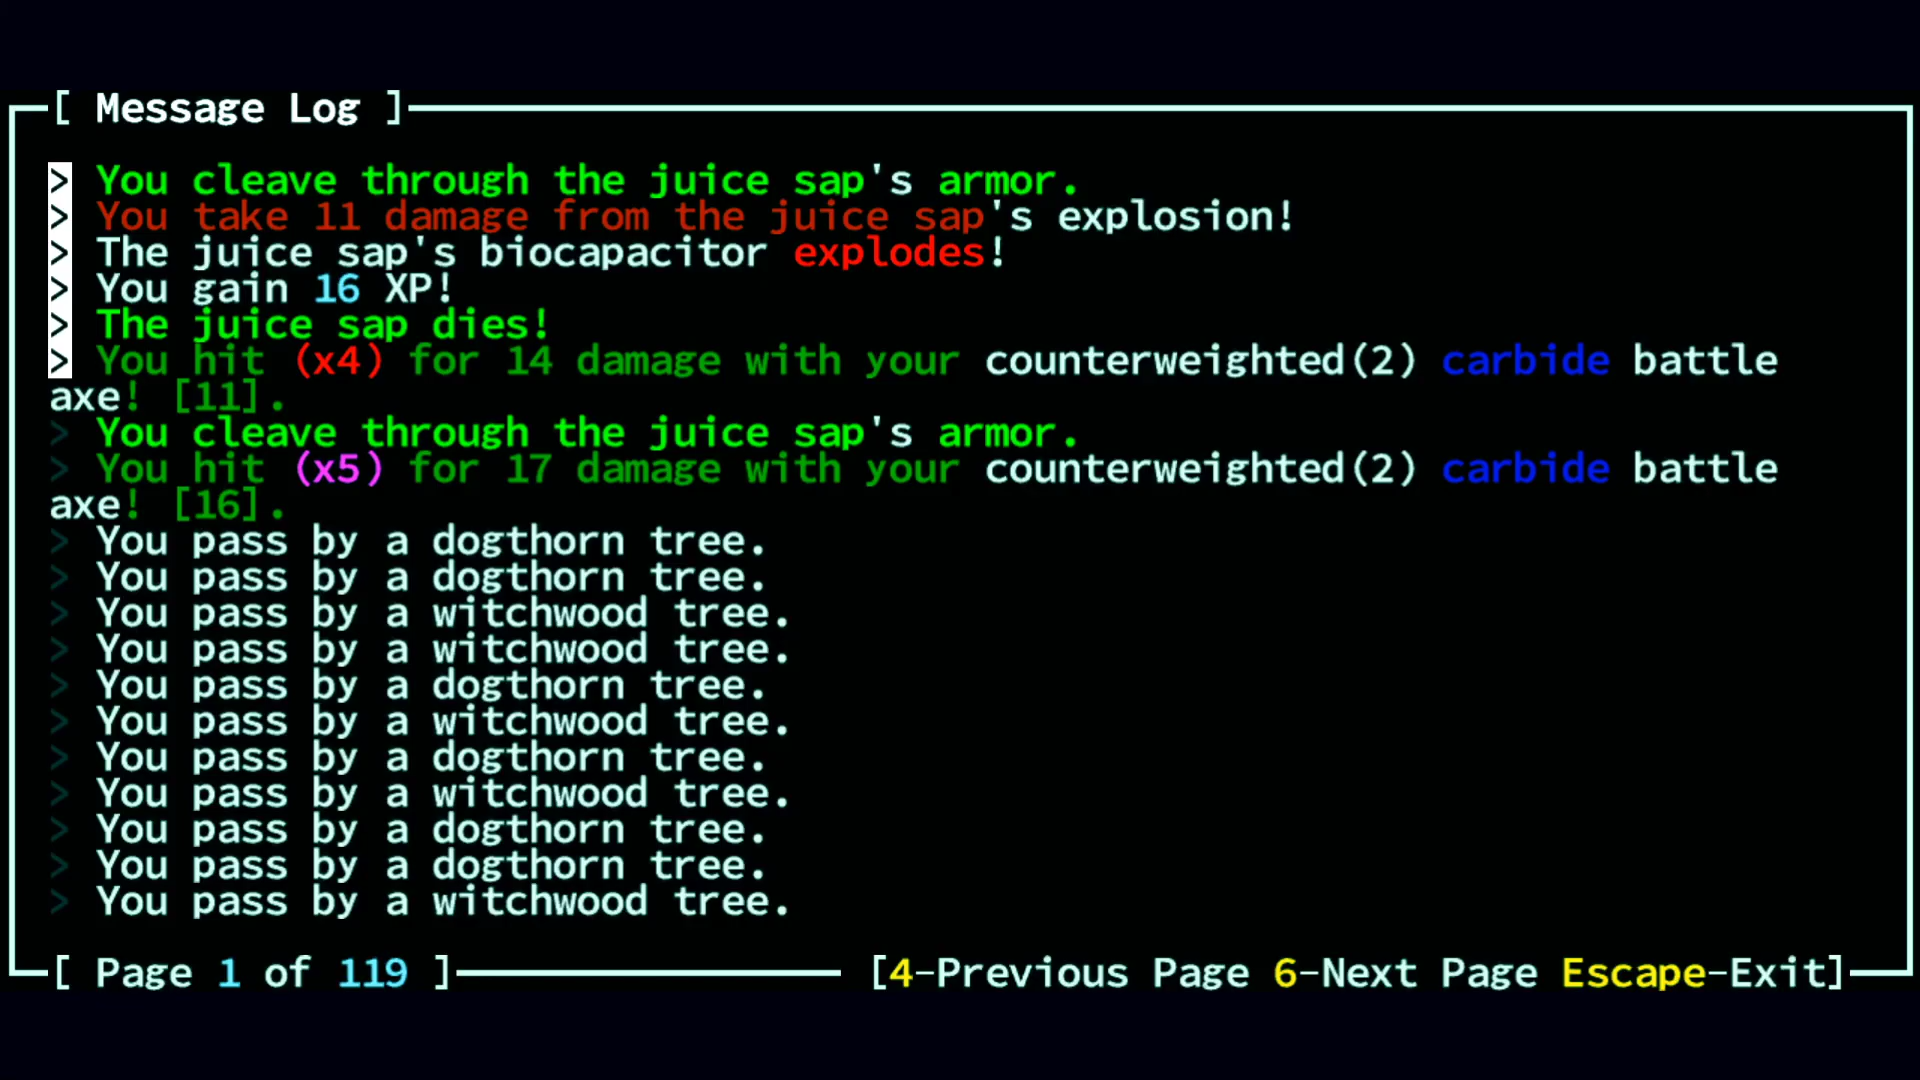 [ Message Log ]
> You cleave through the juice sap's armor.
> You take 11 damage from the juice sap's explosion!
> The juice sap's biocapacitor explodes!
> You gain 16 XP!
> The juice sap dies!
> You hit (x4) for 14 damage with your counterweighted(2) carbide battle
axe! [11].
> You cleave through the juice sap's armor.
> You hit (x5) for 17 damage with your counterweighted(2) carbide battle
axe! [16].
> You pass by a dogthorn tree.
> You pass by a dogthorn tree.
> You pass by a witchwood tree.
> You pass by a witchwood tree.
> You pass by a dogthorn tree.
> You pass by a witchwood tree.
> You pass by a dogthorn tree.
> You pass by a witchwood tree.
> You pass by a dogthorn tree.
> You pass by a dogthorn tree.
> You pass by a witchwood tree.
[ Page 1 of 119 ] [4-Previous Page 6-Next Page Escape-Exit]